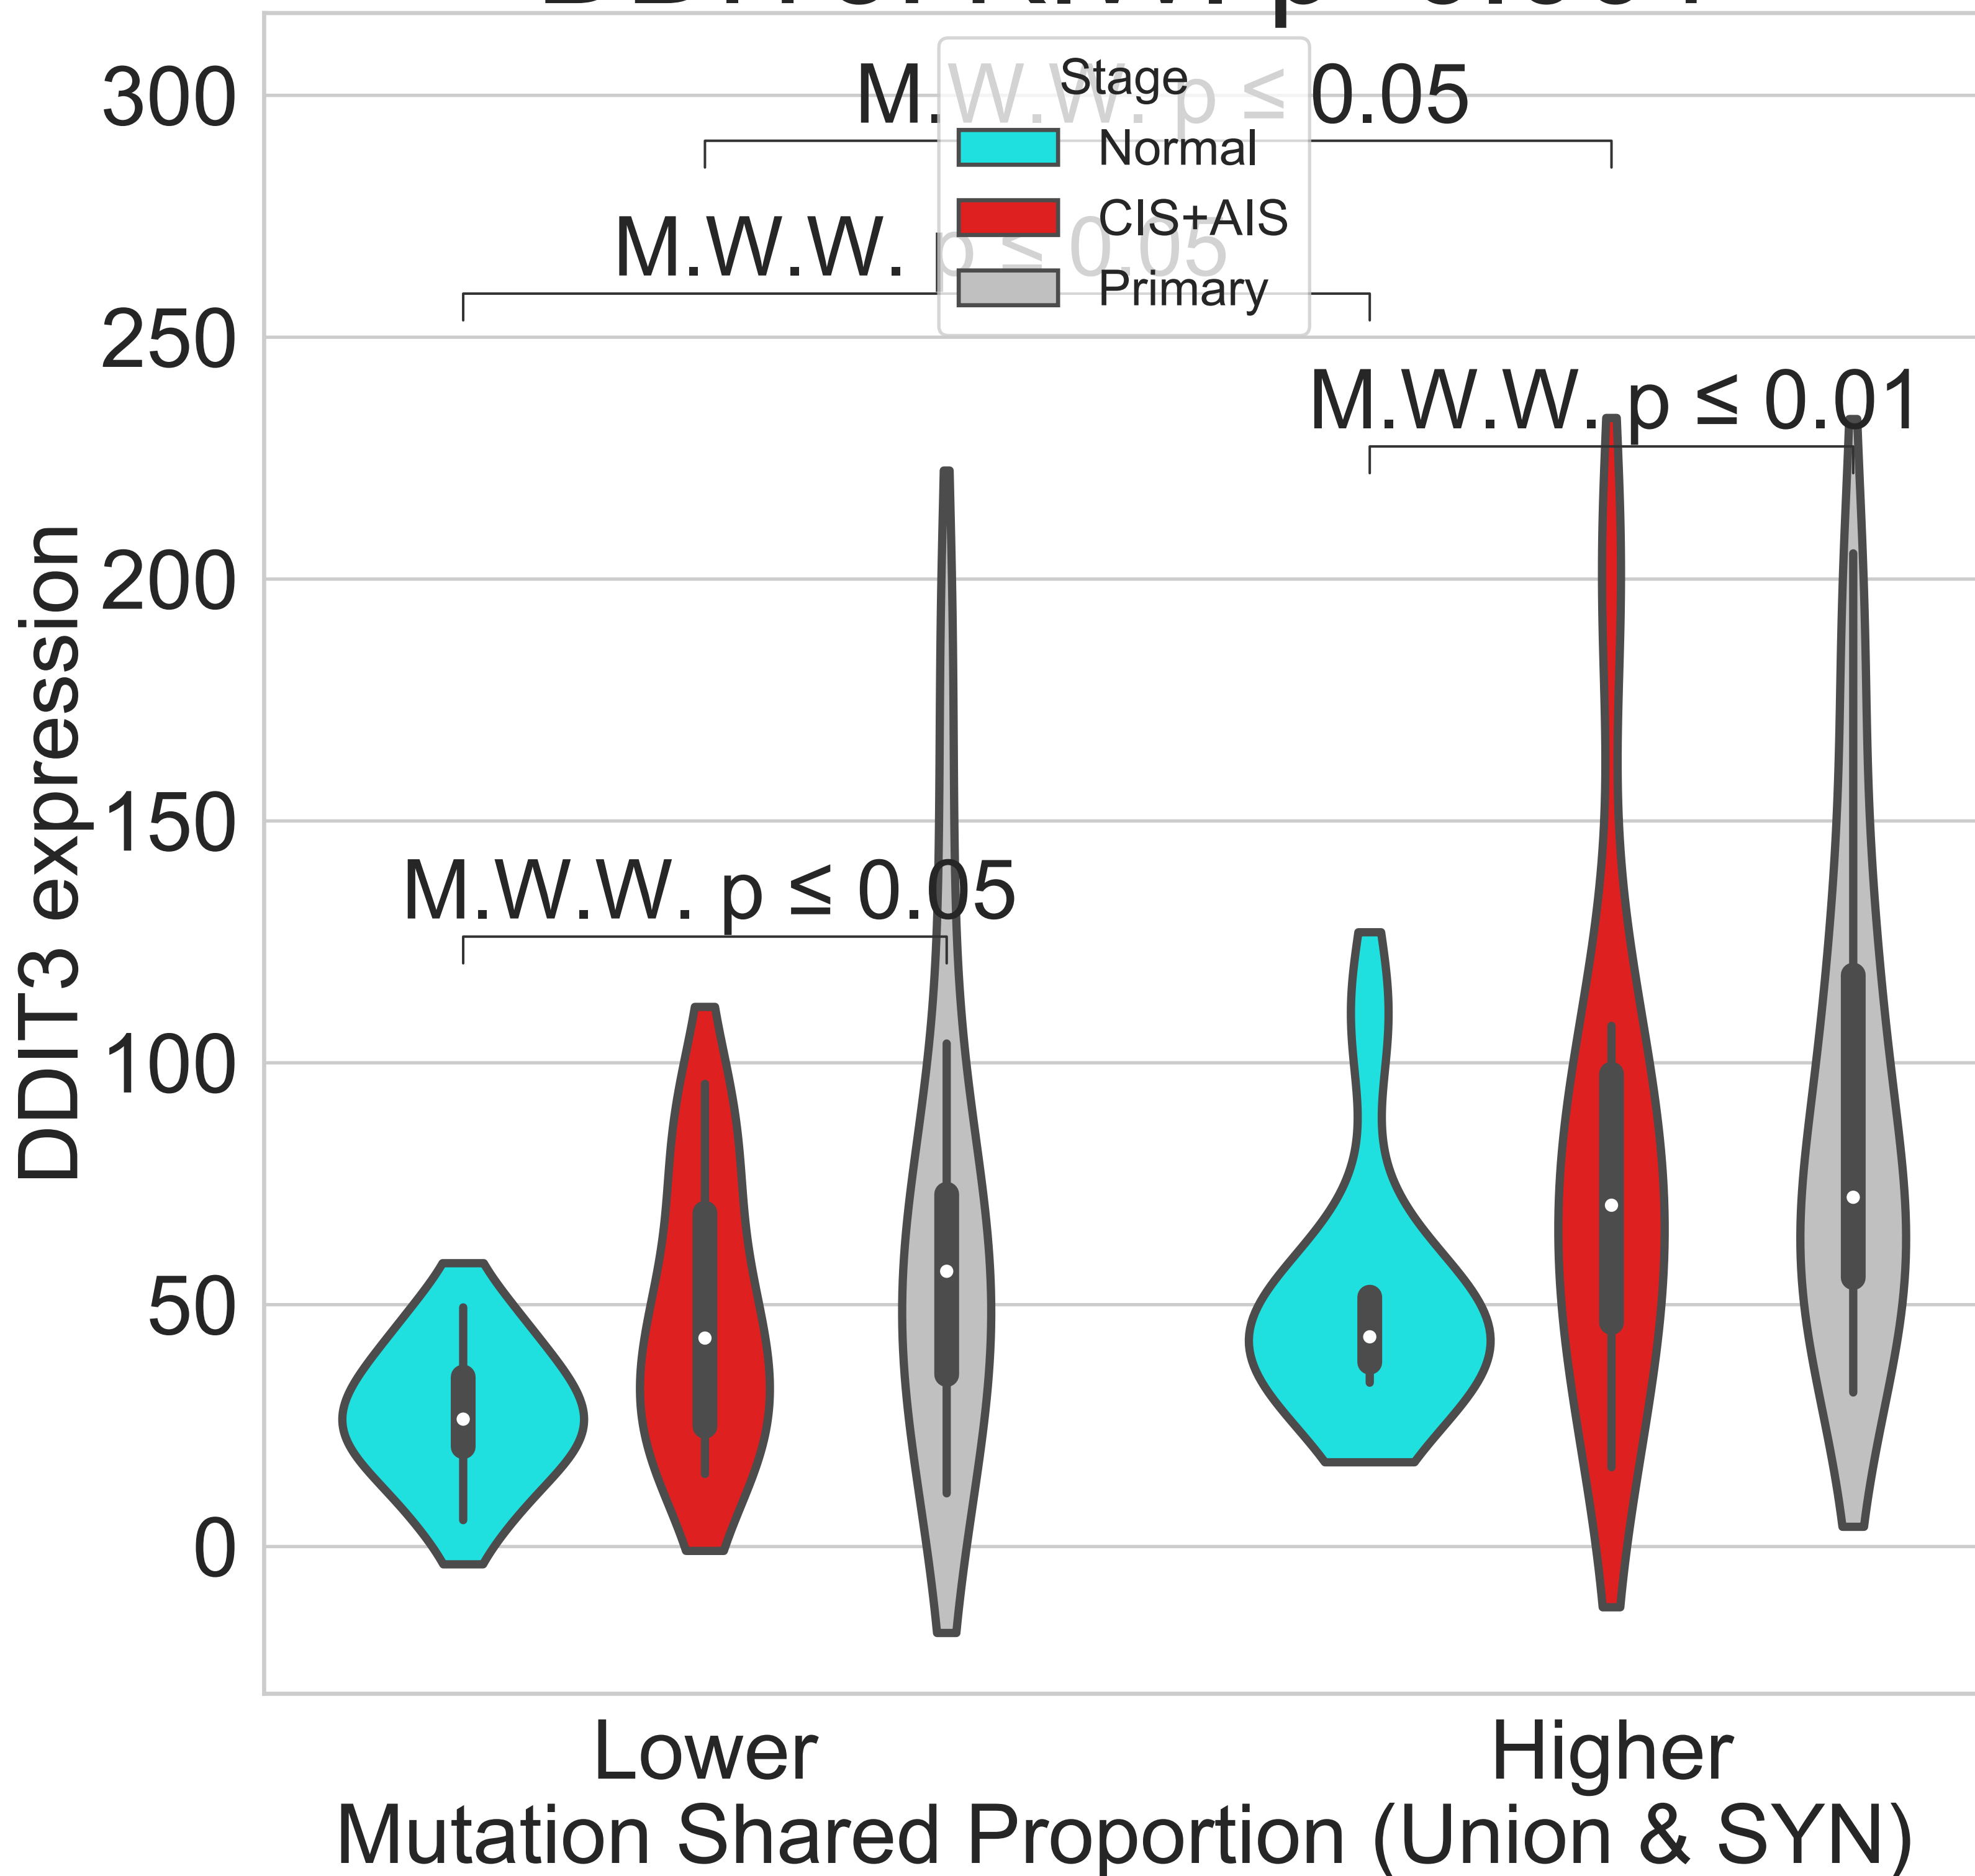 300
M.W.W. p ≤ 0.05
Stage
Normal
CIS+AIS
Primary
M.W.W. p ≤ 0.05
250
M.W.W. p ≤ 0.01
200
150
M.W.W. p ≤ 0.05
100
50
0
DDIT3 expression
Lower
Higher
Mutation Shared Proportion (Union & SYN)